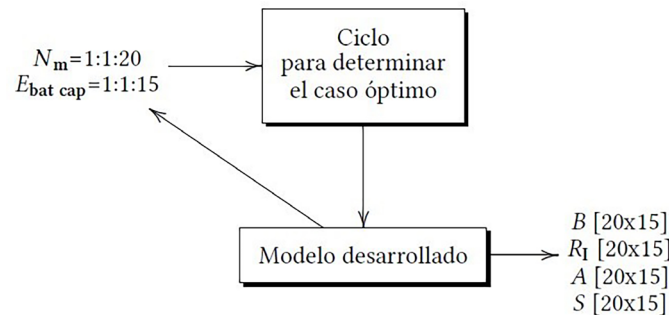 N_m=1:1:20
E_bat cap=1:1:15
Ciclo
para determinar
el caso óptimo
Modelo desarrollado
B [20x15]
R_I [20x15]
A [20x15]
S [20x15]